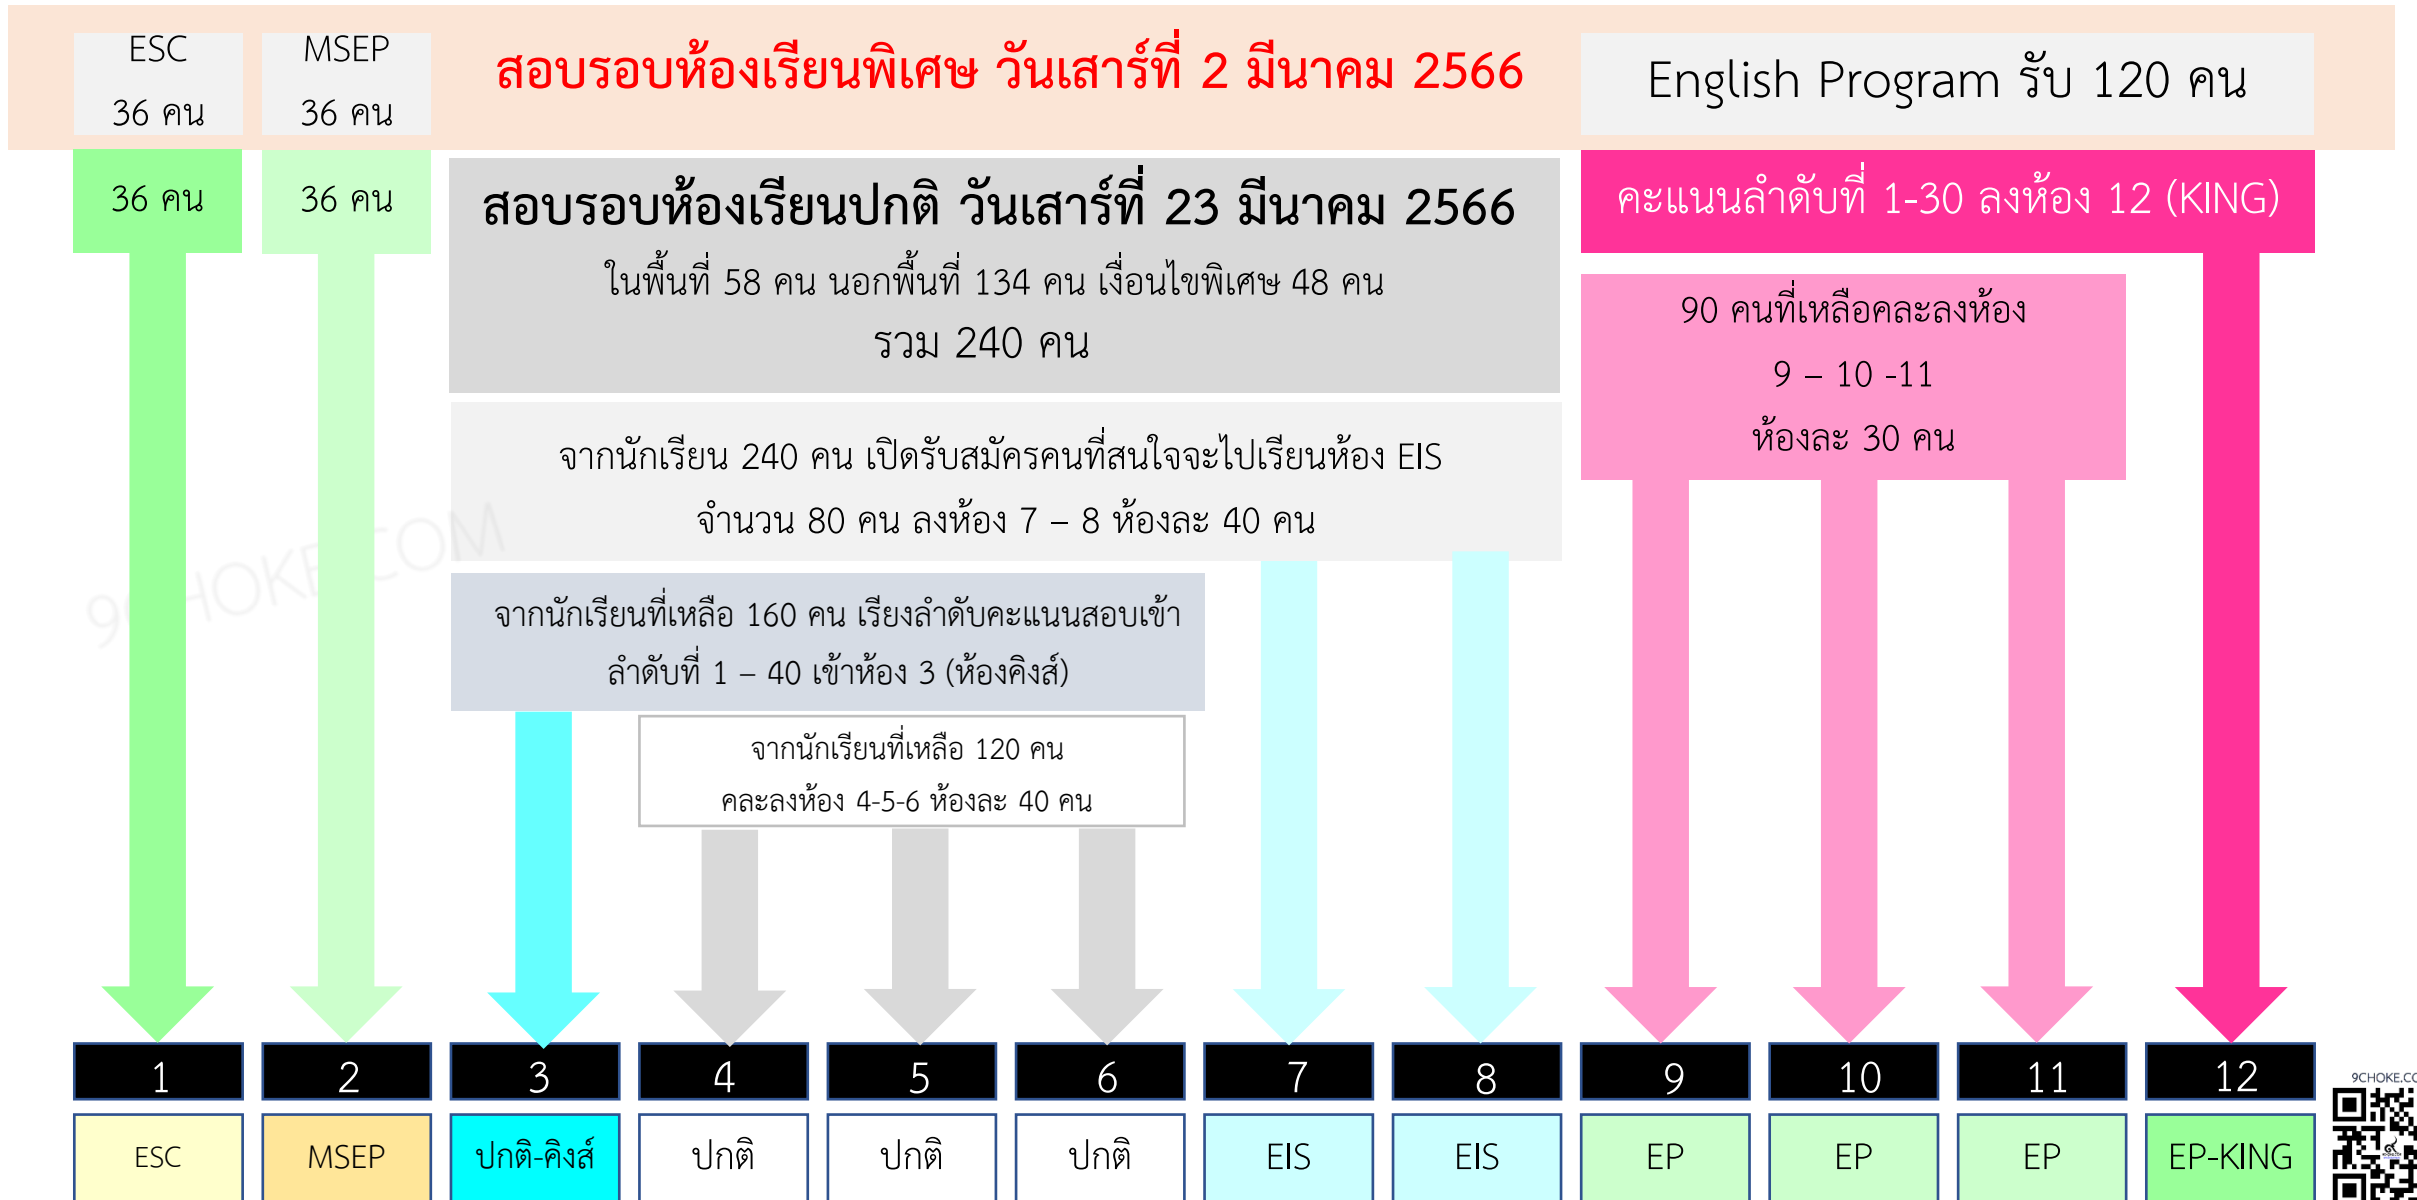 ESC
36 คน
MSEP
36 คน
สอบรอบห้องเรียนพิเศษ วันเสาร์ที่ 2 มีนาคม 2566
English Program รับ 120 คน
36 คน
36 คน
สอบรอบห้องเรียนปกติ วันเสาร์ที่ 23 มีนาคม 2566
ในพื้นที่ 58 คน นอกพื้นที่ 134 คน เงื่อนไขพิเศษ 48 คน
รวม 240 คน
คะแนนลำดับที่ 1-30 ลงห้อง 12 (KING)
90 คนที่เหลือคละลงห้อง
9 – 10 -11
ห้องละ 30 คน
จากนักเรียน 240 คน เปิดรับสมัครคนที่สนใจจะไปเรียนห้อง EIS
จำนวน 80 คน ลงห้อง 7 – 8 ห้องละ 40 คน
จากนักเรียนที่เหลือ 160 คน เรียงลำดับคะแนนสอบเข้า
ลำดับที่ 1 – 40 เข้าห้อง 3 (ห้องคิงส์)
จากนักเรียนที่เหลือ 120 คน
คละลงห้อง 4-5-6 ห้องละ 40 คน
1 2 3 4 5 6 7 8 9 10 11 12
ESC MSEP ปกติ-คิงส์ ปกติ ปกติ ปกติ EIS EIS EP EP EP EP-KING